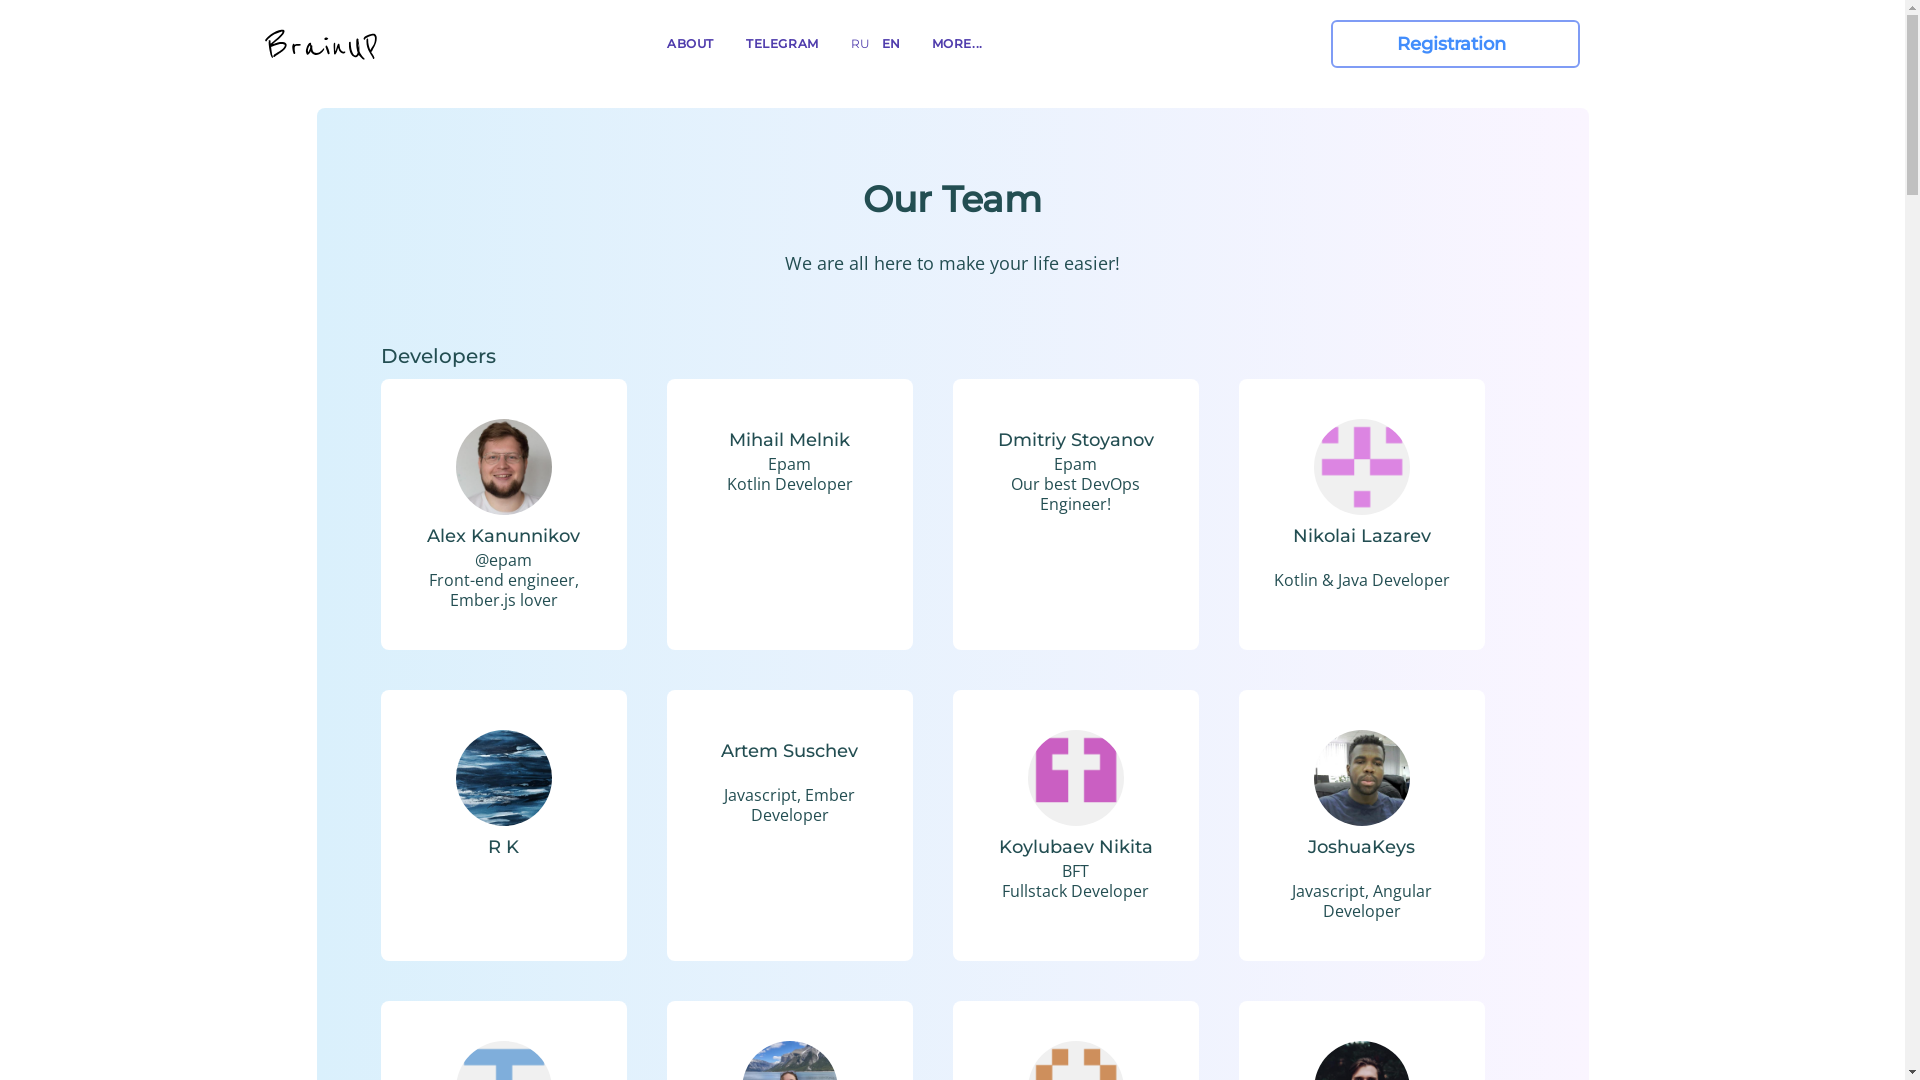 BrainUP
ABOUT
TELEGRAM
RU
EN
MORE...
Registration
Our Team
We are all here to make your life easier!
Developers
Alex Kanunnikov
@epam
Front-end engineer,
Ember.js lover
Mihail Melnik
Epam
Kotlin Developer
Dmitriy Stoyanov
Epam
Our best DevOps
Engineer!
Nikolai Lazarev
Kotlin & Java Developer
R K
Artem Suschev
Javascript, Ember
Developer
Koylubaev Nikita
BFT
Fullstack Developer
JoshuaKeys
Javascript, Angular
Developer